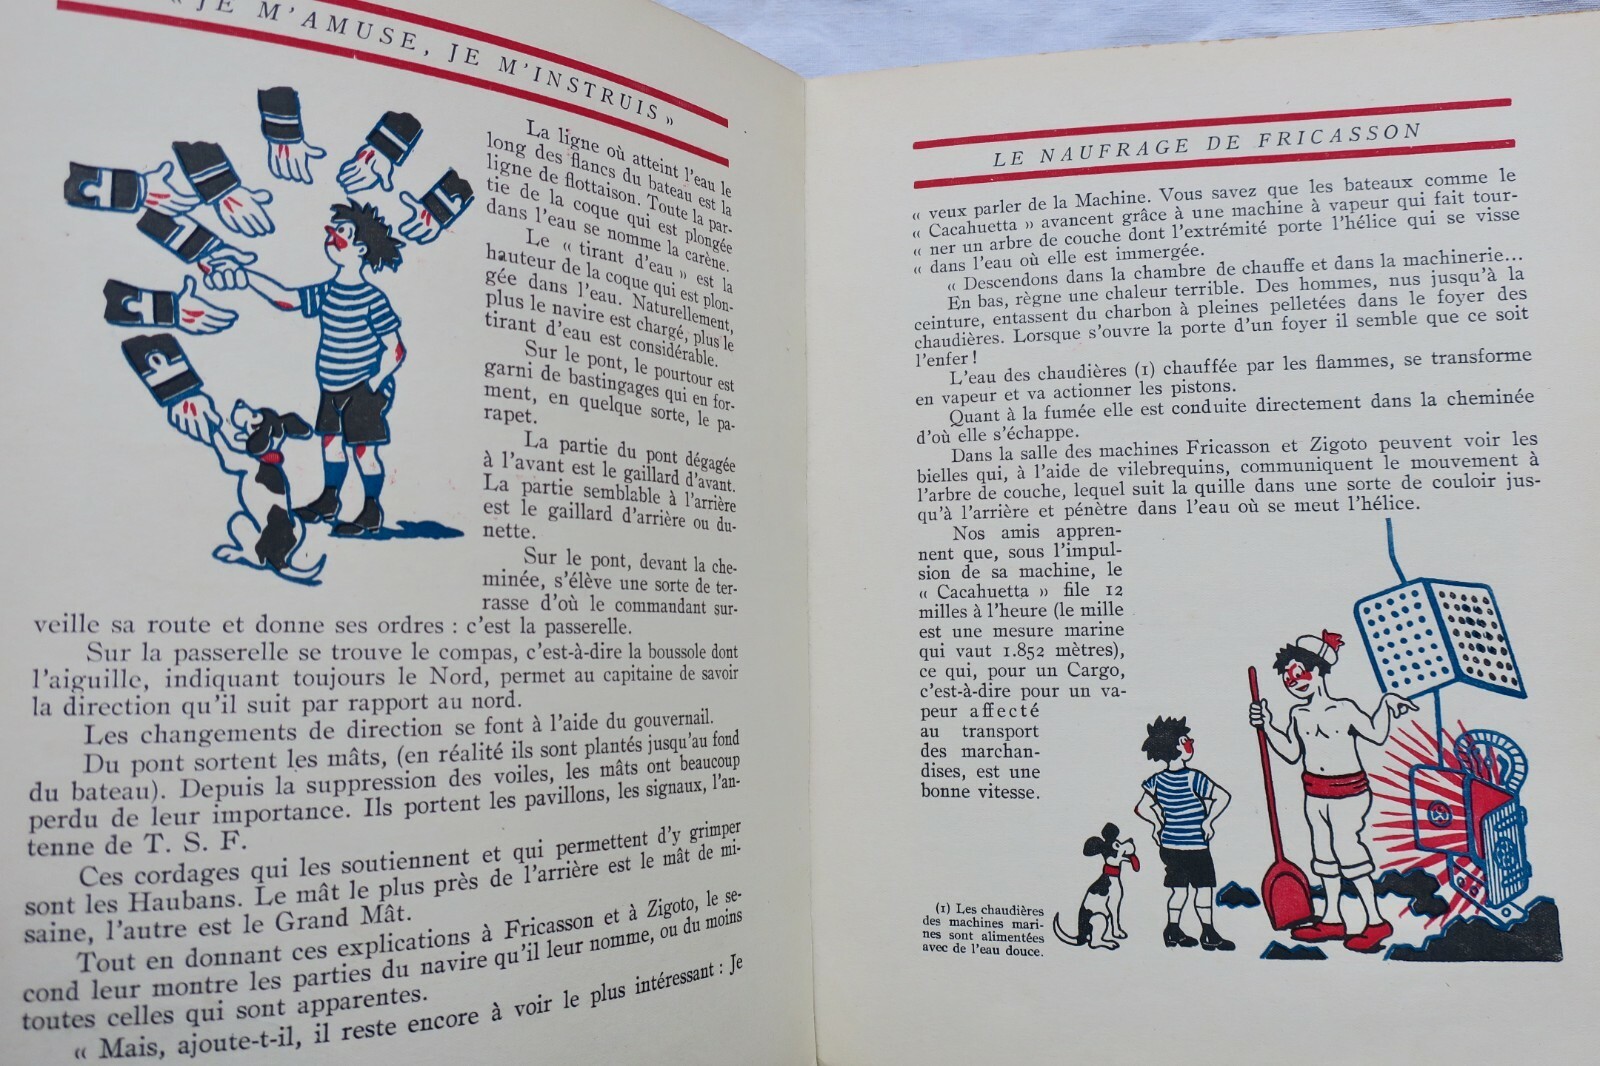 « JE M'AMUSE, JE M'INSTRUIS »
La ligne où atteint l'eau le
long des flancs du bateau est la
ligne de flottaison. Toute la par-
tie de la coque qui est plongée
dans l'eau se nomme la carène.
Le « tirant d'eau » est la
hauteur de la coque qui est plon-
gée dans l'eau. Naturellement,
plus le navire est chargé, plus le
tirant d'eau est considérable.
Sur le pont, le pourtour est
garni de bastingages qui en for-
ment, en quelque sorte, le pa-
rapet.
La partie du pont dégagée
à l'avant est le gaillard d'avant.
La partie semblable à l'arrière
est le gaillard d'arrière ou du-
nette.
Sur le pont, devant la che-
minée, s'élève une sorte de ter-
rasse d'où le commandant sur-
veille sa route et donne ses ordres : c'est la passerelle.
Sur la passerelle se trouve le compas, c'est-à-dire la boussole dont
l'aiguille, indiquant toujours le Nord, permet au capitaine de savoir
la direction qu'il suit par rapport au nord.
Les changements de direction se font à l'aide du gouvernail.
Du pont sortent les mâts, (en réalité ils sont plantés jusqu'au fond
du bateau). Depuis la suppression des voiles, les mâts ont beaucoup
perdu de leur importance. Ils portent les pavillons, les signaux, l'an-
tenne de T. S. F.
Ces cordages qui les soutiennent et qui permettent d'y grimper
sont les Haubans. Le mât le plus près de l'arrière est le mât de mi-
saine, l'autre est le Grand Mât.
Tout en donnant ces explications à Fricasson et à Zigoto, le se-
cond leur montre les parties du navire qu'il leur nomme, ou du moins
toutes celles qui sont apparentes.
« Mais, ajoute-t-il, il reste encore à voir le plus intéressant : Je
LE NAUFRAGE DE FRICASSON
« veux parler de la Machine. Vous savez que les bateaux comme le
« Cacahuetta » avancent grâce à une machine à vapeur qui fait tour-
« ner un arbre de couche dont l'extrémité porte l'hélice qui se visse
« dans l'eau où elle est immergée.
« Descendons dans la chambre de chauffe et dans la machinerie...
En bas, règne une chaleur terrible. Des hommes, nus jusqu'à la
ceinture, entassent du charbon à pleines pelletées dans le foyer des
chaudières. Lorsque s'ouvre la porte d'un foyer il semble que ce soit
l'enfer !
L'eau des chaudières (1) chauffée par les flammes, se transforme
en vapeur et va actionner les pistons.
Quant à la fumée elle est conduite directement dans la cheminée
d'où elle s'échappe.
Dans la salle des machines Fricasson et Zigoto peuvent voir les
bielles qui, à l'aide de vilebrequins, communiquent le mouvement à
l'arbre de couche, lequel suit la quille dans une sorte de couloir jus-
qu'à l'arrière et pénètre dans l'eau où se meut l'hélice.
Nos amis appren-
nent que, sous l'impul-
sion de sa machine, le
« Cacahuetta » file 12
milles à l'heure (le mille
est une mesure marine
qui vaut 1.852 mètres),
ce qui, pour un Cargo,
c'est-à-dire pour un va-
peur affecté
au transport
des marchan-
dises, est une
bonne vitesse.
(1) Les chaudières
des machines mari-
nes sont alimentées
avec de l'eau douce.